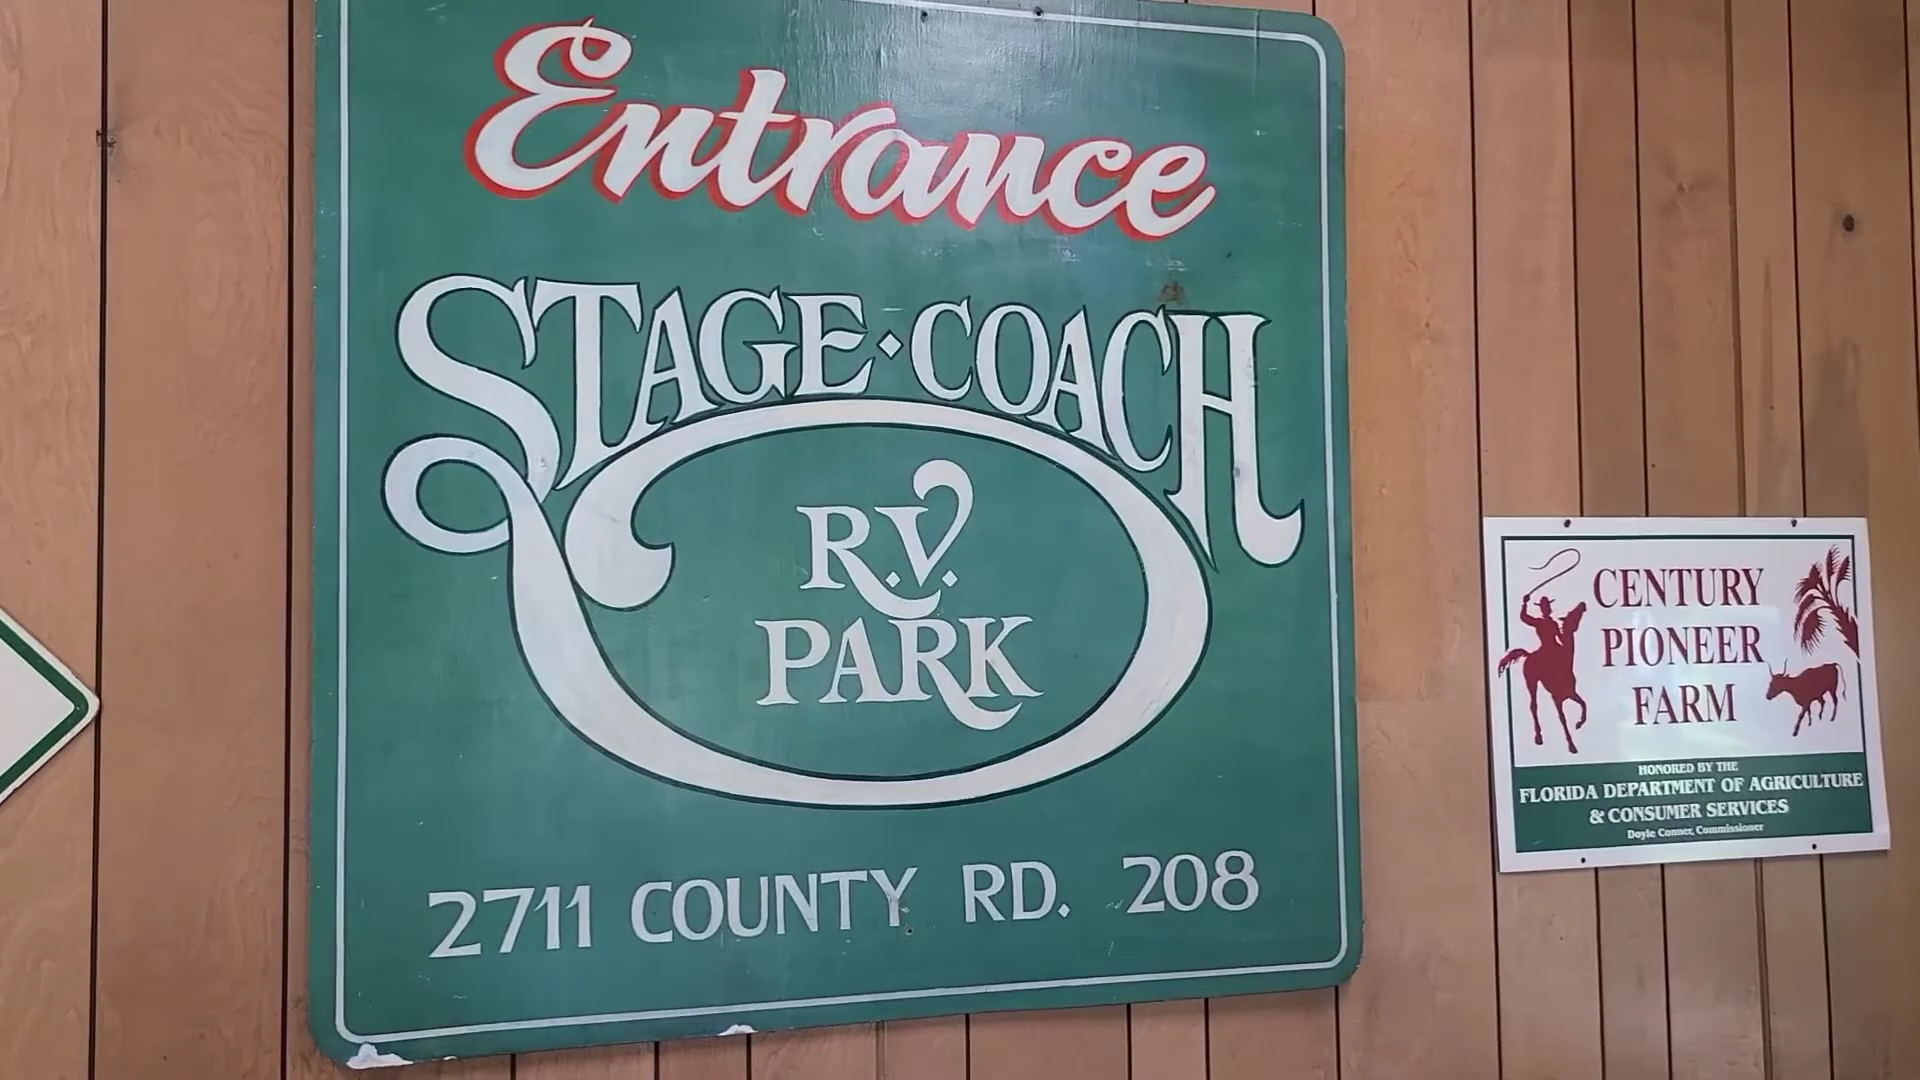 Entrance
STAGE·COACH
R.V.
PARK
2711 COUNTY RD. 208
CENTURY
PIONEER
FARM
HONORED BY THE
FLORIDA DEPARTMENT OF AGRICULTURE
& CONSUMER SERVICES
Doyle Conner, Commissioner